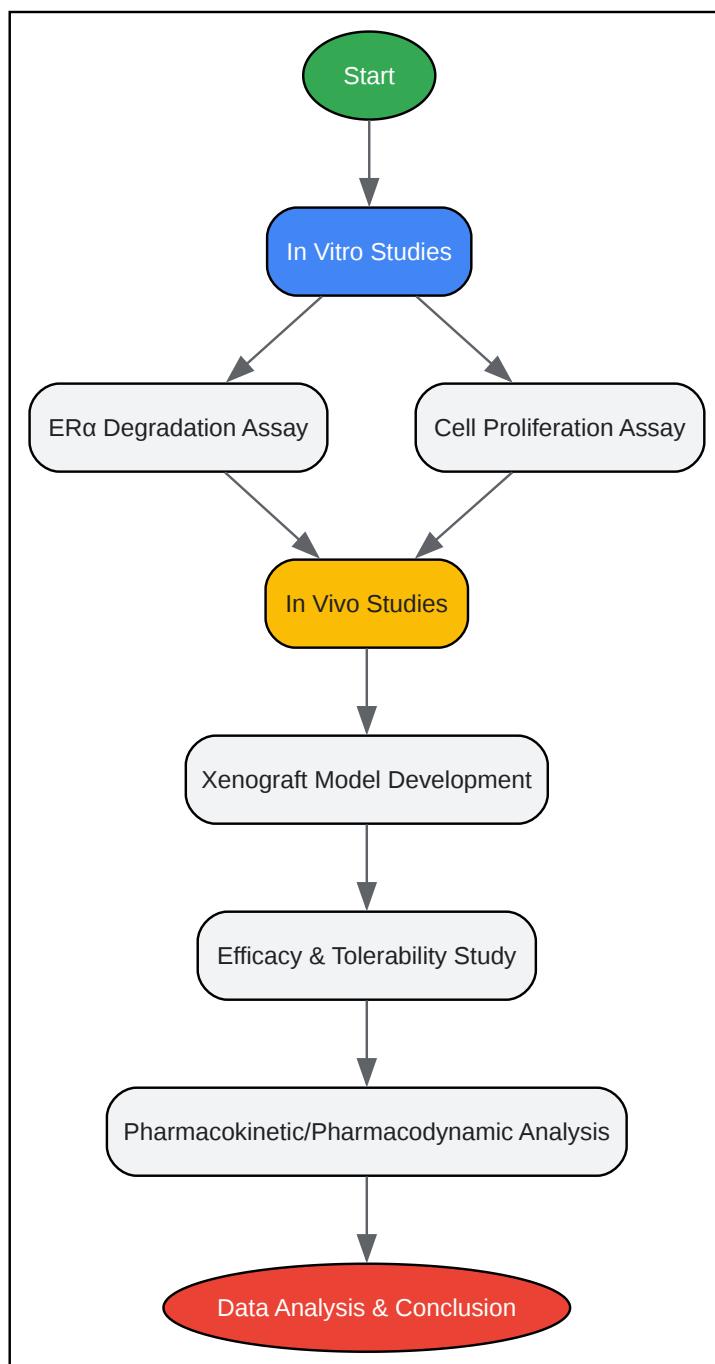 Start
In Vitro Studies
ERα Degradation Assay
Cell Proliferation Assay
In Vivo Studies
Xenograft Model Development
Efficacy & Tolerability Study
Pharmacokinetic/Pharmacodynamic Analysis
Data Analysis & Conclusion